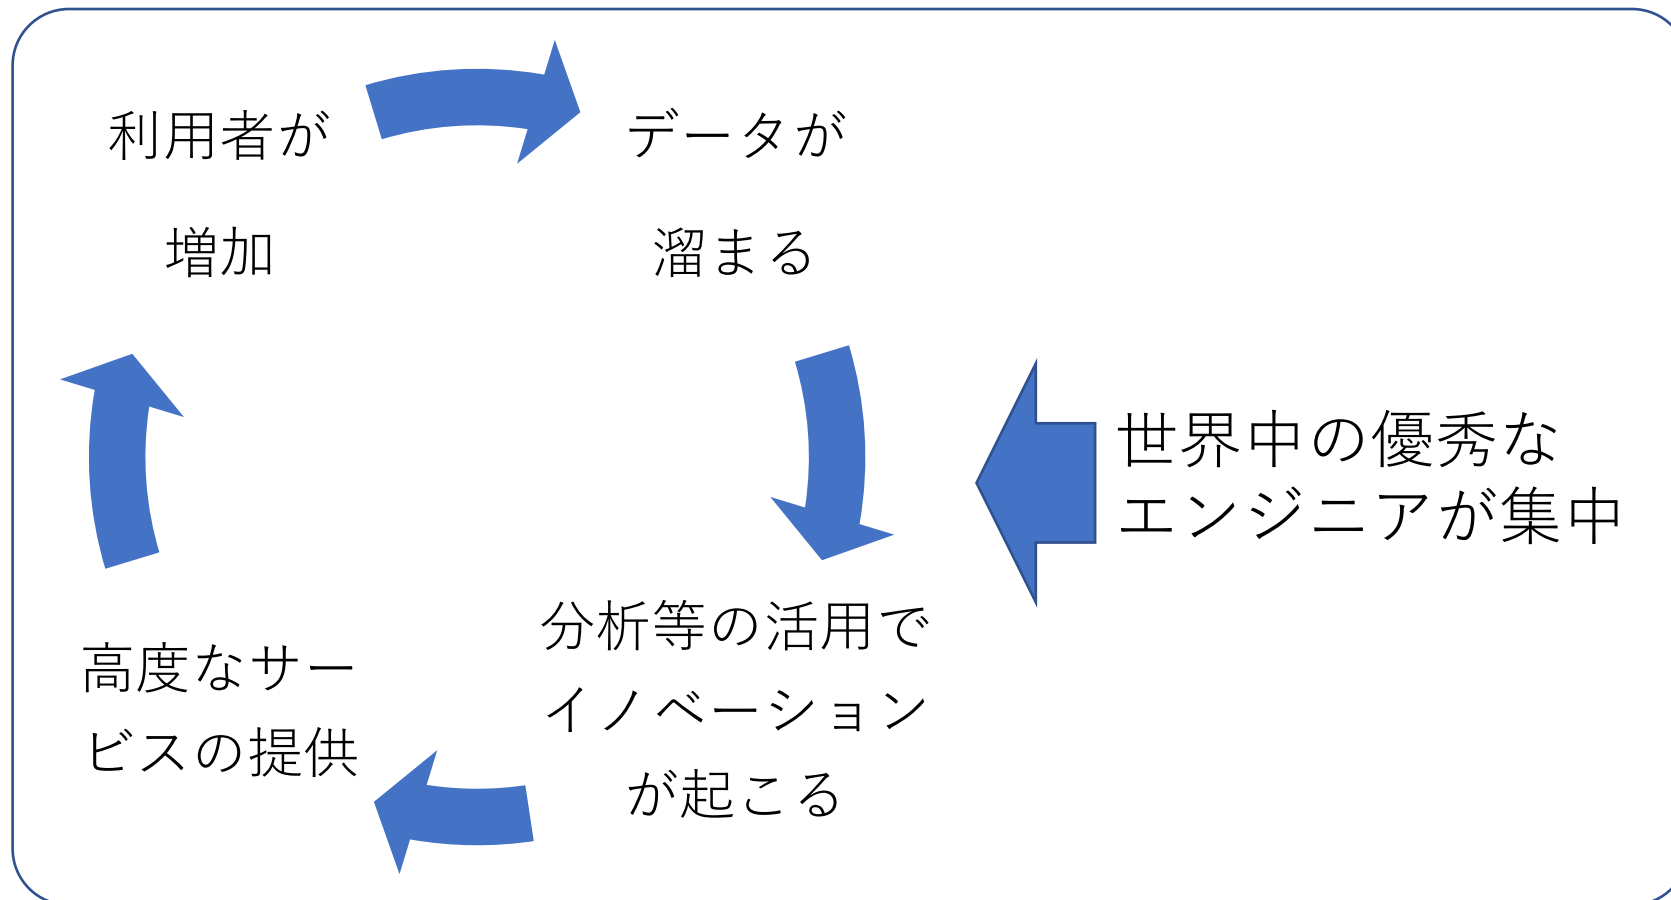 利用者が
増加
データが
溜まる
世界中の優秀な
エンジニアが集中
分析等の活用で
イノベーション
が起こる
高度なサー
ビスの提供